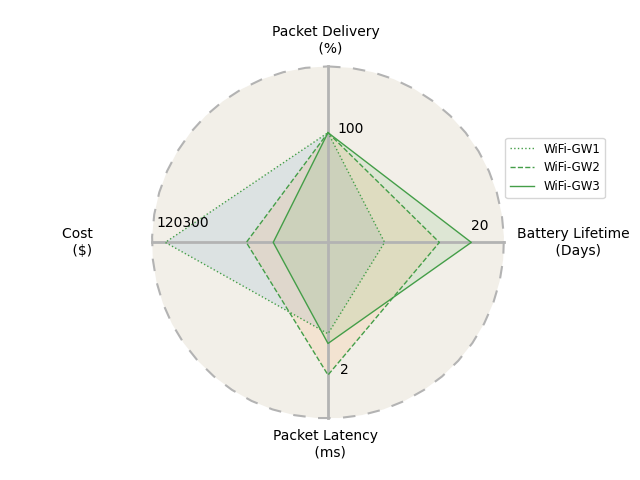 Packet Delivery
(%)
100
WiFi-GW1
WiFi-GW2
WiFi-GW3
120300
20
Cost
($)
Battery Lifetime
(Days)
2
Packet Latency
(ms)